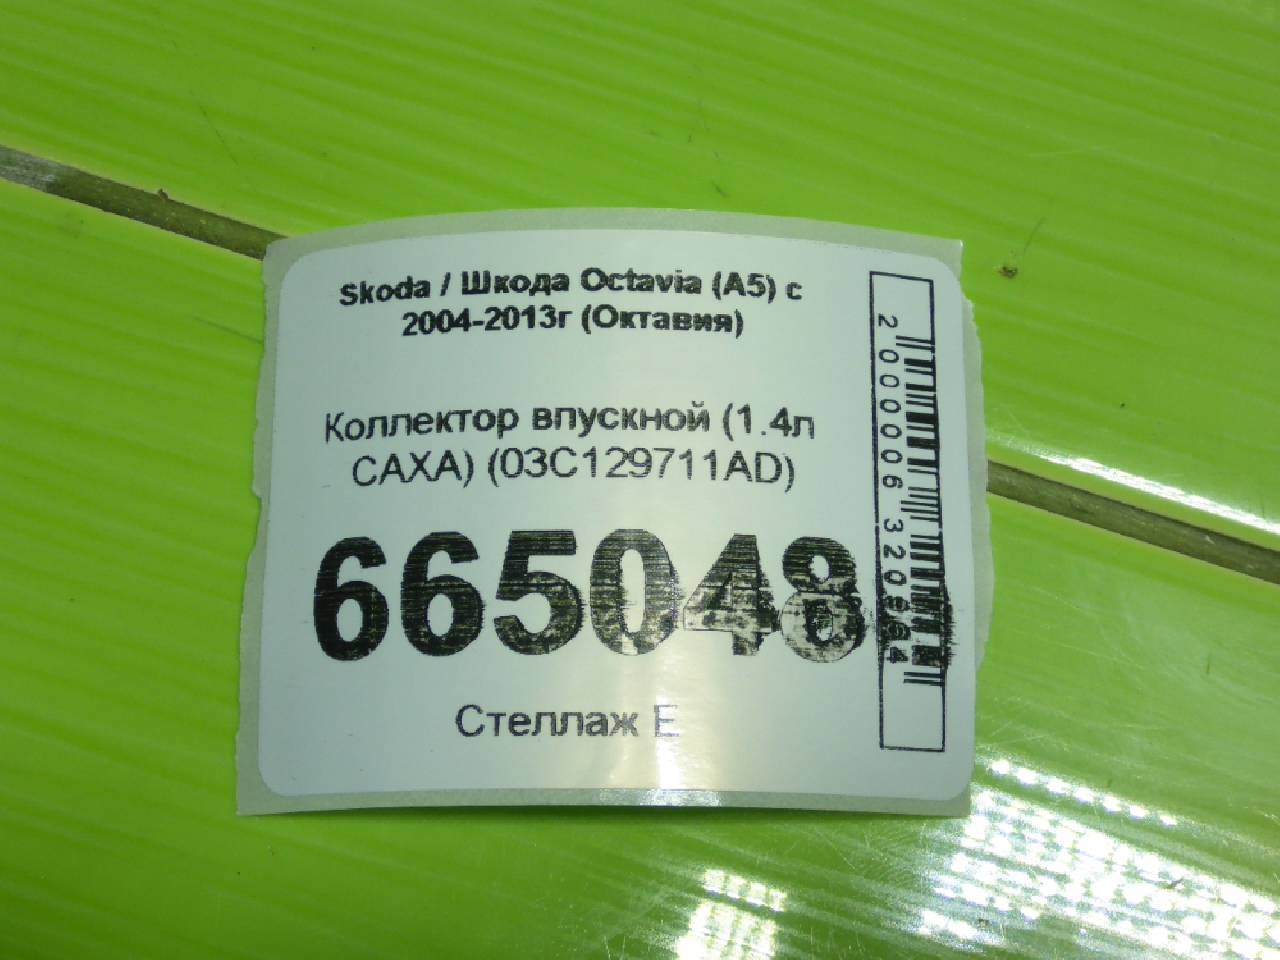 Skoda / Шкода Octavia (A5) с
2004-2013г (Октавия)
Коллектор впускной (1.4л
CAXA) (03C129711AD)
665048
Стеллаж E